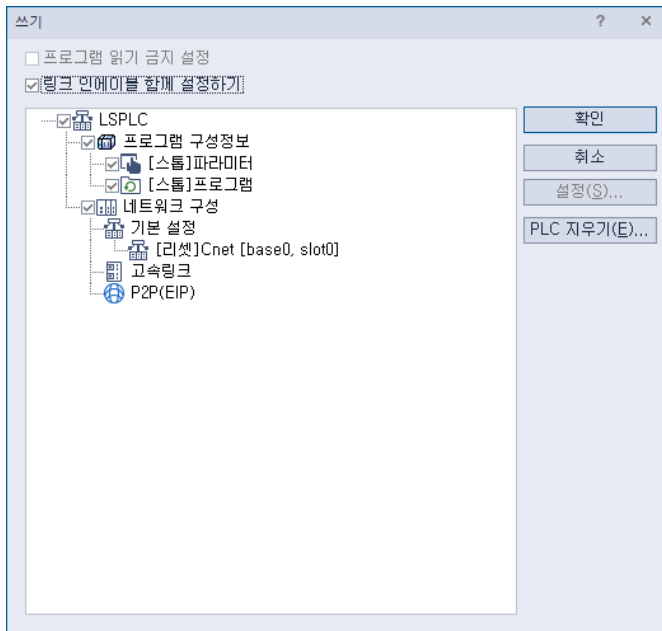 쓰기
프로그램 읽기 금지 설정
링크 인에이블 함께 설정하기
LSPLC
프로그램 구성정보
[스톱]파라미터
[스톱]프로그램
네트워크 구성
기본 설정
[리셋]Cnet [base0, slot0]
고속링크
P2P(EIP)
확인
취소
설정(S)...
PLC 지우기(E)...